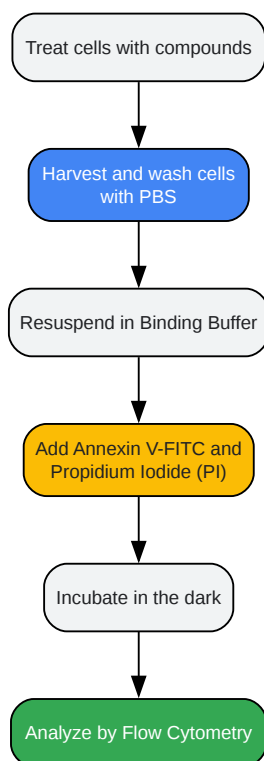 Treat cells with compounds
Harvest and wash cells
with PBS
Resuspend in Binding Buffer
Add Annexin V-FITC and
Propidium Iodide (PI)
Incubate in the dark
Analyze by Flow Cytometry